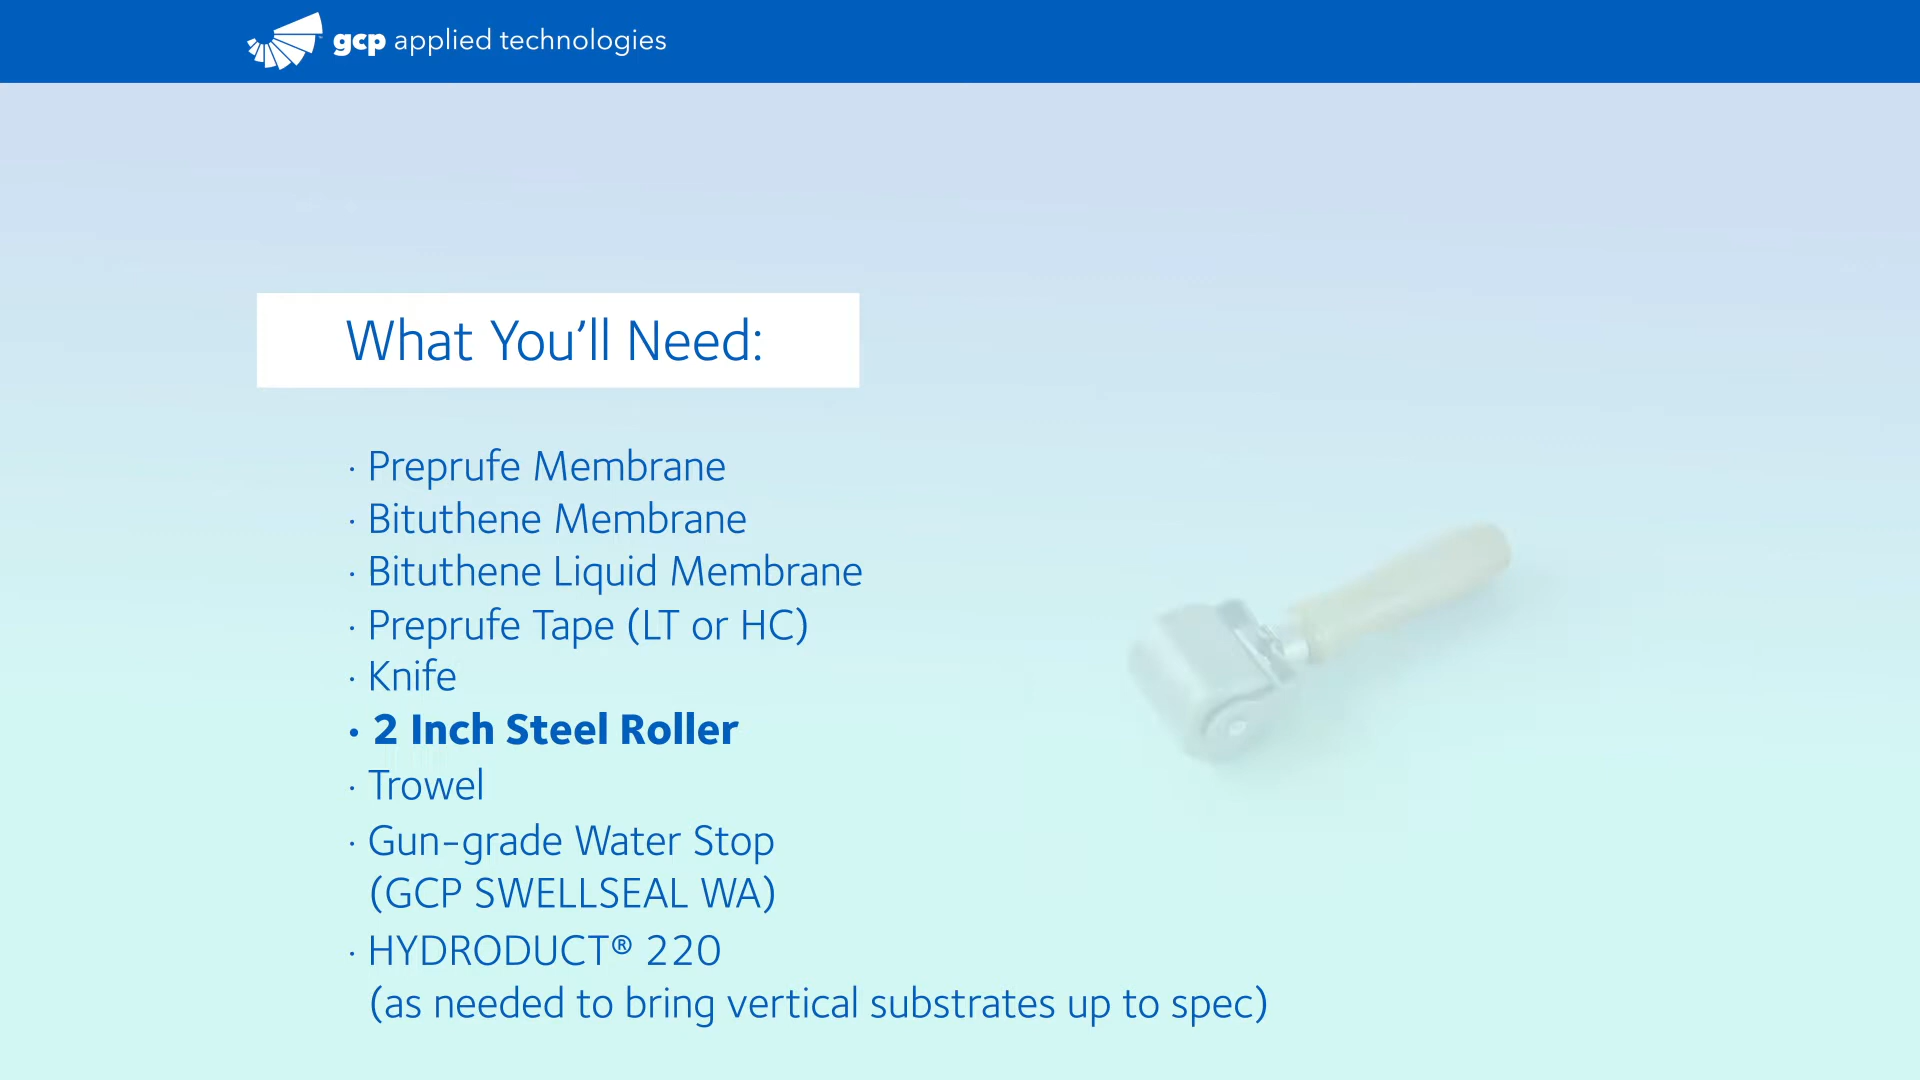 gcp applied technologies
What You’ll Need:
· Preprufe Membrane
· Bituthene Membrane
· Bituthene Liquid Membrane
· Preprufe Tape (LT or HC)
· Knife
· 2 Inch Steel Roller
· Trowel
· Gun-grade Water Stop
(GCP SWELLSEAL WA)
· HYDRODUCT® 220
(as needed to bring vertical substrates up to spec)